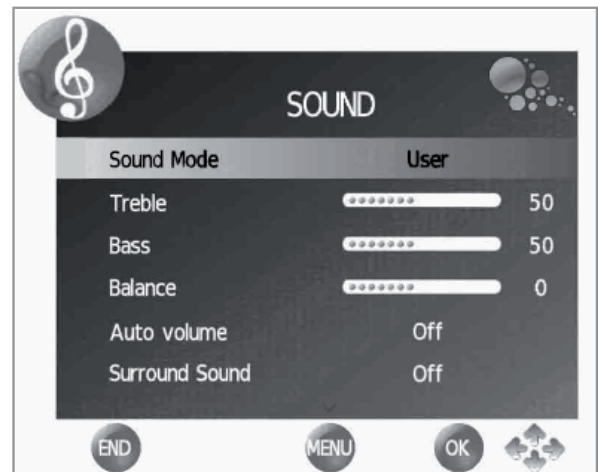 SOUND
Sound Mode User
Treble 50
Bass 50
Balance 0
Auto volume Off
Surround Sound Off
END MENU OK